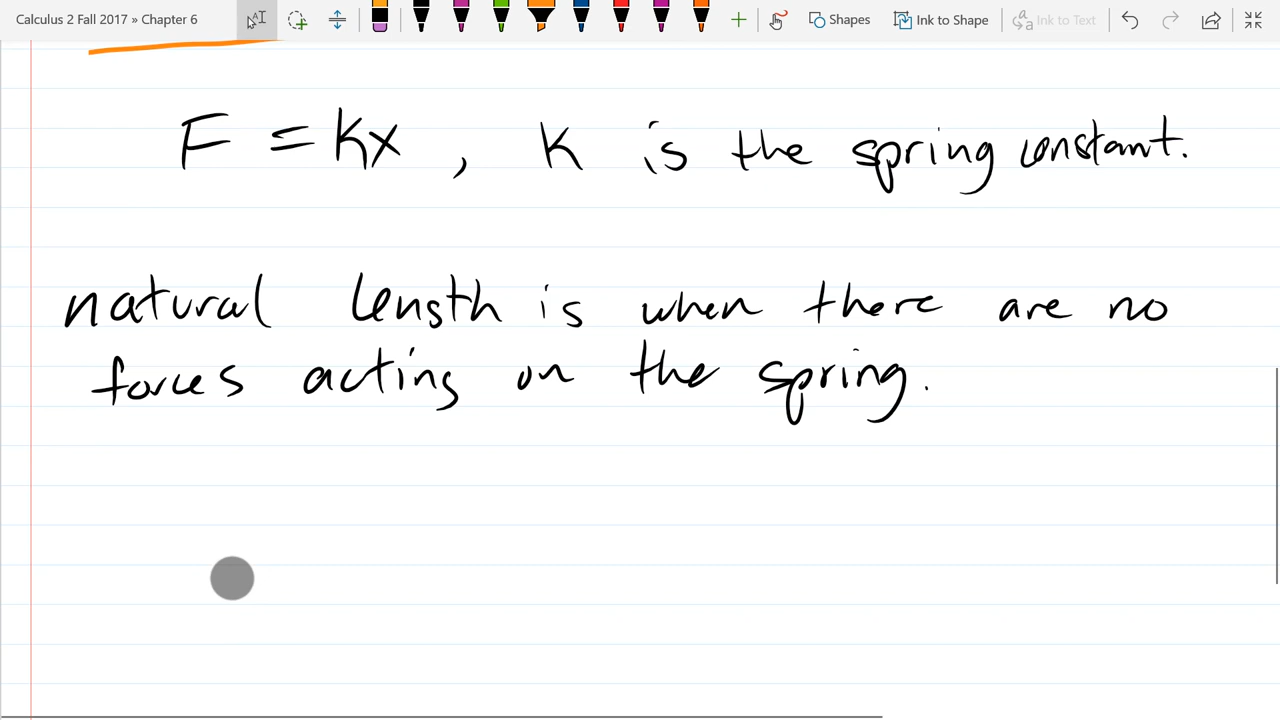 Calculus 2 Fall 2017 » Chapter 6
Shapes
Ink to Shape
Ink to Text
F = kx , K is the spring constant.
natural length is when there are no
forces acting on the spring.